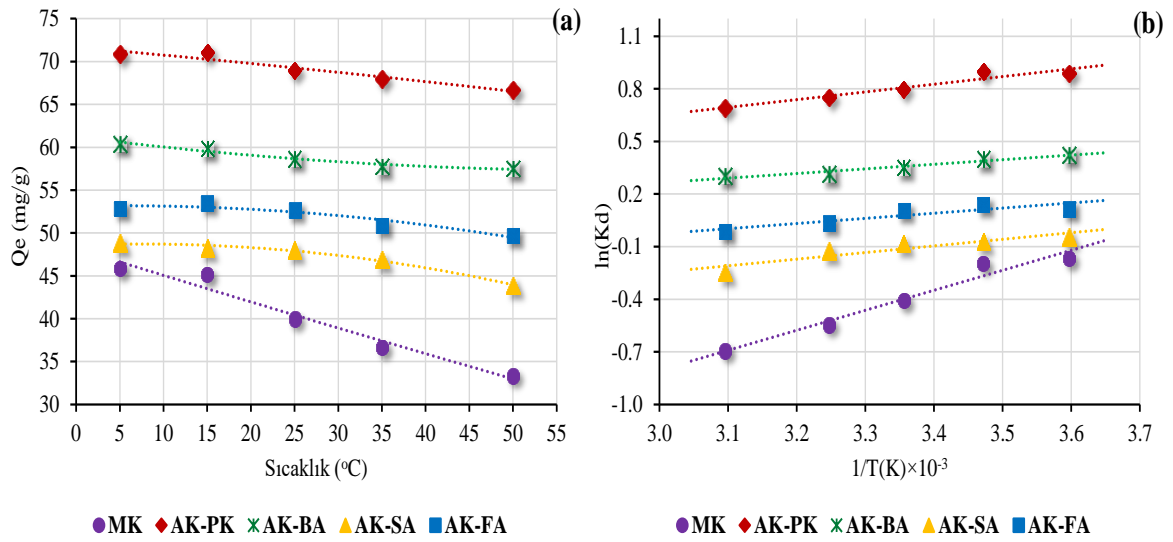 (a)
75
70
65
60
55
50
45
40
35
30
Qe (mg/g)
0 5 10 15 20 25 30 35 40 45 50 55
Sıcaklık (ºC)
MK AK-PK AK-BA AK-SA AK-FA
(b)
1.1
0.8
0.5
0.2
-0.1
-0.4
-0.7
-1.0
ln(Kd)
3.0 3.1 3.2 3.3 3.4 3.5 3.6 3.7
1/T(K)×10⁻³
MK AK-PK AK-BA AK-SA AK-FA